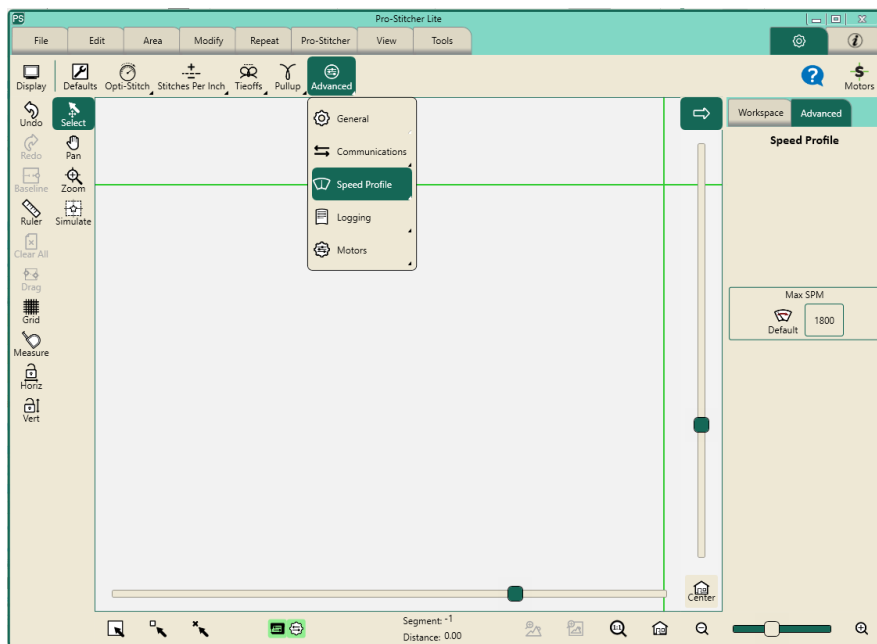 PS
Pro-Stitcher Lite
File Edit Area Modify Repeat Pro-Stitcher View Tools
Display Defaults Opti-Stitch Stitches Per Inch Tieoffs Pullup Advanced Motors
Undo Select
Redo Pan
Baseline Zoom
Ruler Simulate
Clear All
Drag
Grid
Measure
Horiz
Vert
General
Communications
Speed Profile
Logging
Motors
Workspace Advanced
Speed Profile
Max SPM
Default 1800
Center
Segment: -1
Distance: 0.00
1:1